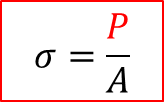 σ = P/A